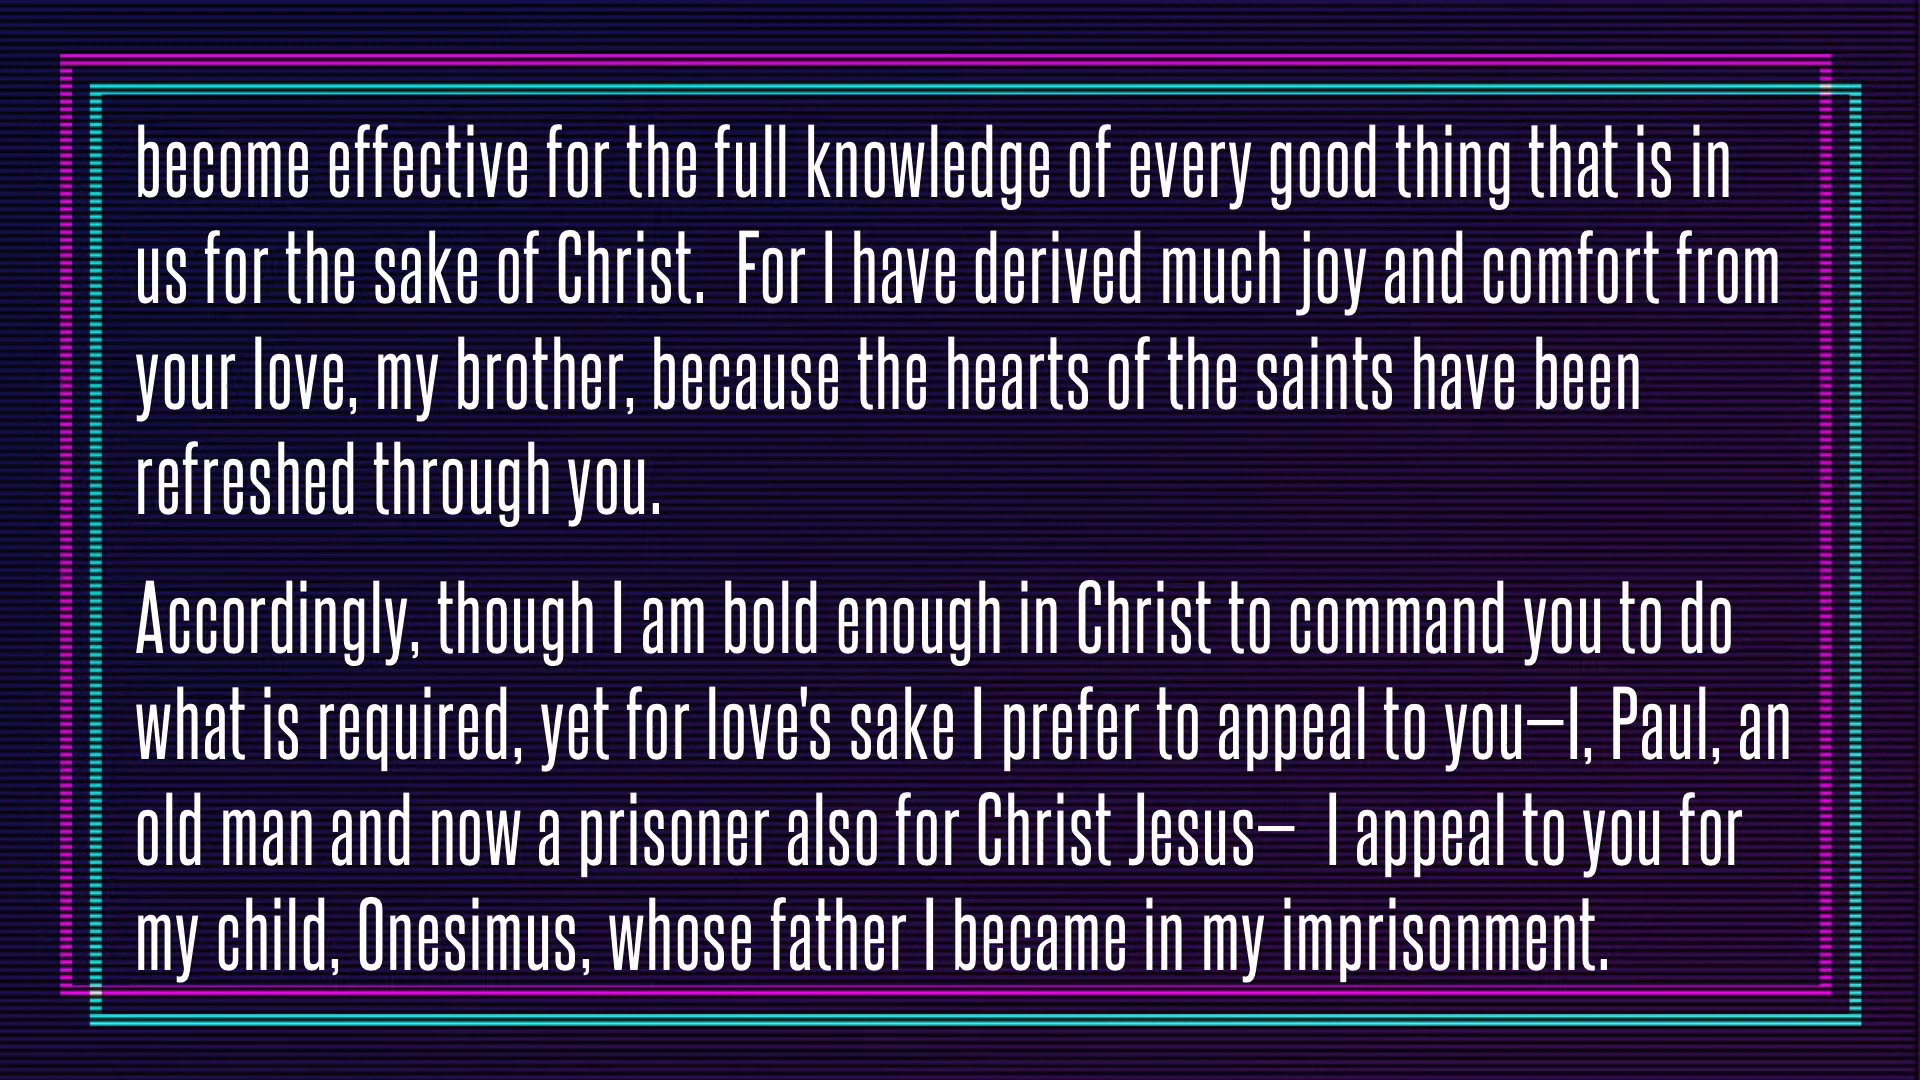 become effective for the full knowledge of every good thing that is in
us for the sake of Christ.  For I have derived much joy and comfort from
your love, my brother, because the hearts of the saints have been
refreshed through you.
Accordingly, though I am bold enough in Christ to command you to do
what is required, yet for love's sake I prefer to appeal to you—I, Paul, an
old man and now a prisoner also for Christ Jesus—  I appeal to you for
my child, Onesimus, whose father I became in my imprisonment.